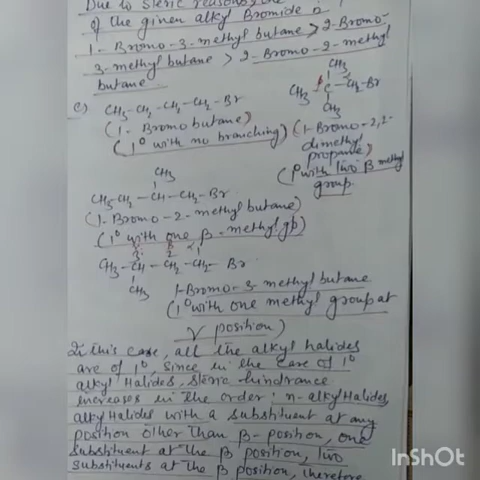 Due to Steric reasons, the
of the given alkyl Bromide is
1-Bromo-3-methyl butane > 2-Bromo-
3-methyl butane > 2-Bromo-2-methyl
butane
c) CH3-CH2-CH2-CH2-Br
(1-Bromobutane)
(1° with no branching)
CH3
CH3-C-CH2-Br
CH3
(1-Bromo-2,2-
dimethyl
propane)
(1° with two β methyl
group
CH3
CH3-CH2-CH-CH2-Br
(1-Bromo-2-methyl butane)
(1° with one β-methyl gp)
CH3-CH-CH2-CH2-Br
CH3
1-Bromo-3-methyl butane
(1° with one methyl group at
γ position)
In this case, all the alkyl halides
are of 1°, since in the case of 1°
alkyl Halides, steric hindrance
increases in the order: n-alkyl Halides
alkyl Halides with a substituent at any
position other than β-position, one
substituent at the β position, Two
substituents at the β position, therefore
InShOt